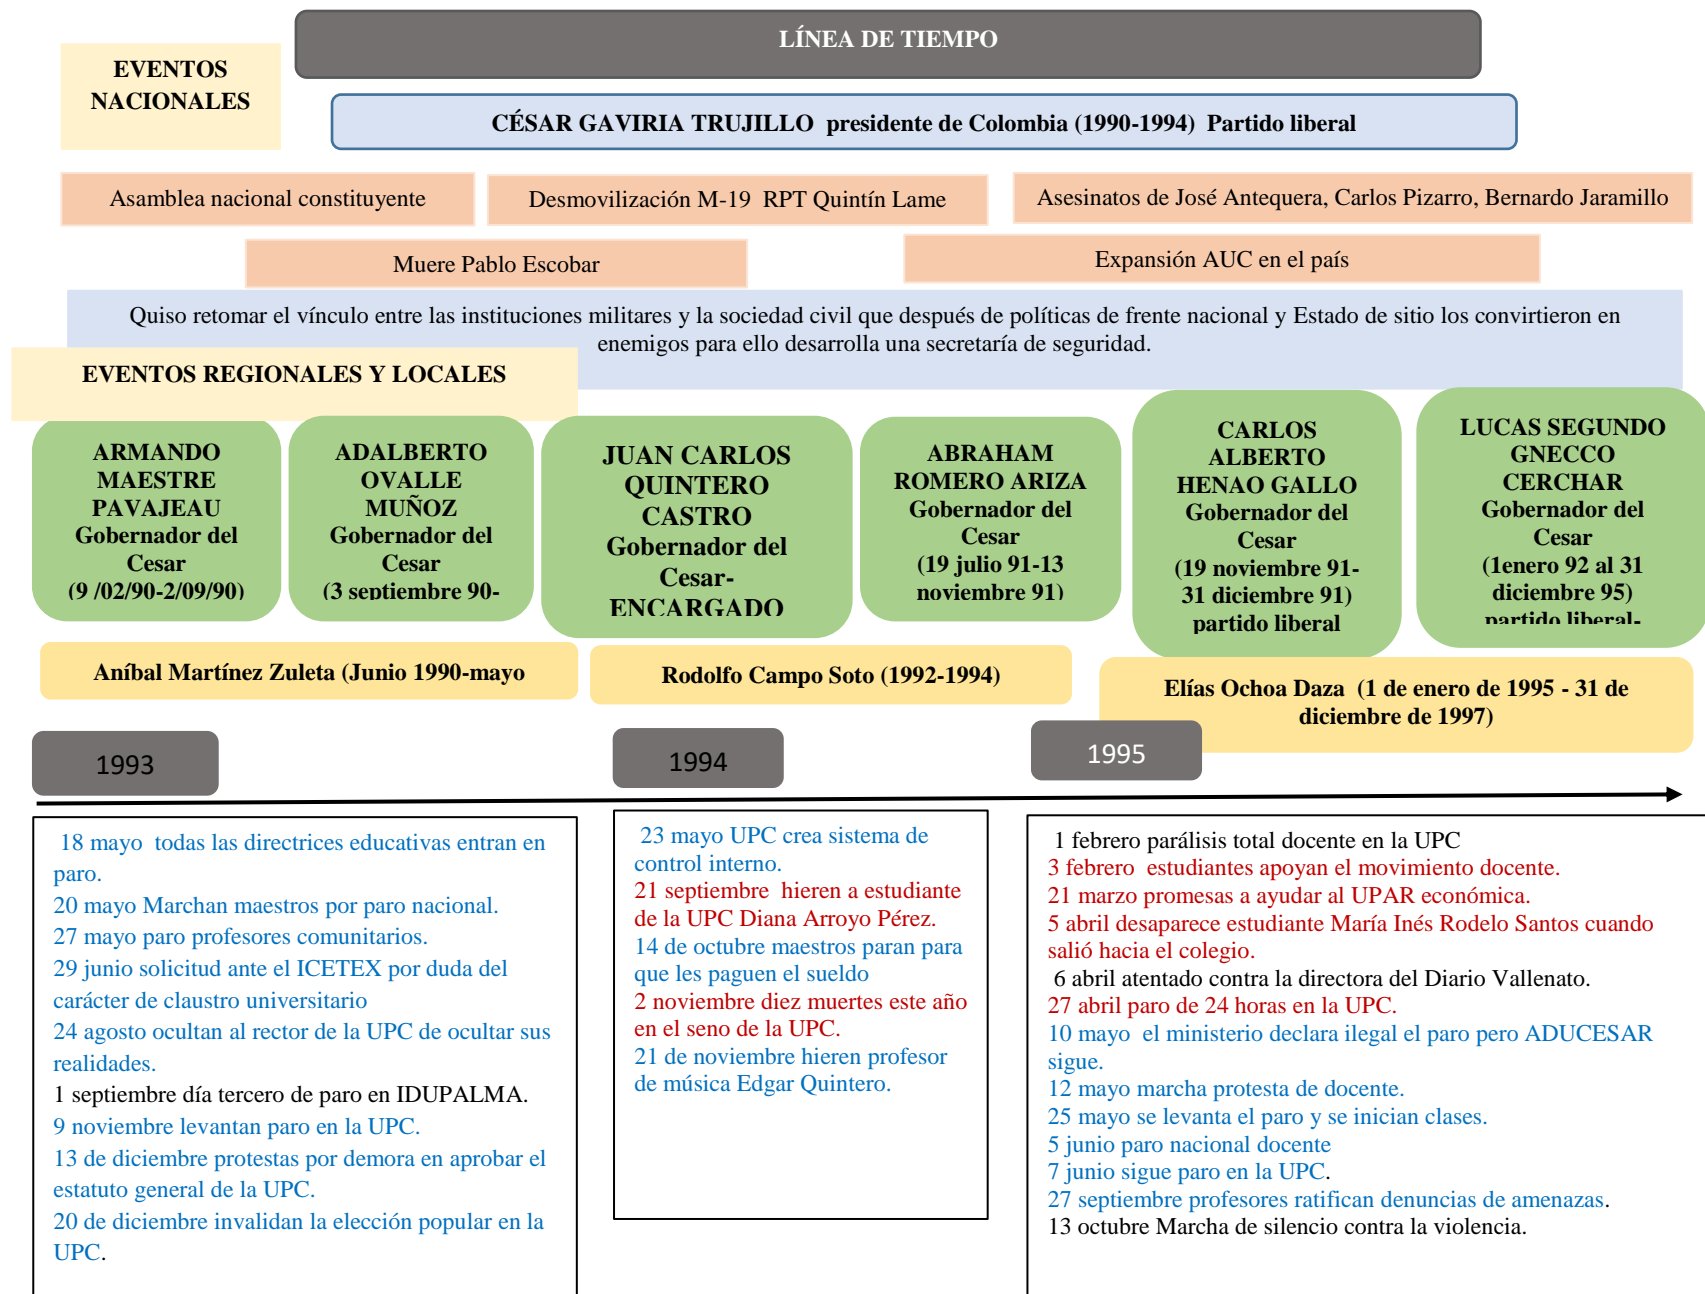 LÍNEA DE TIEMPO
EVENTOS
NACIONALES
CÉSAR GAVIRIA TRUJILLO presidente de Colombia (1990-1994) Partido liberal
Asamblea nacional constituyente
Desmovilización M-19 RPT Quintín Lame
Asesinatos de José Antequera, Carlos Pizarro, Bernardo Jaramillo
Muere Pablo Escobar
Expansión AUC en el país
Quiso retomar el vínculo entre las instituciones militares y la sociedad civil que después de políticas de frente nacional y Estado de sitio los convirtieron en
enemigos para ello desarrolla una secretaría de seguridad.
EVENTOS REGIONALES Y LOCALES
ARMANDO
MAESTRE
PAVAJEAU
Gobernador del
Cesar
(9 /02/90-2/09/90)
ADALBERTO
OVALLE
MUÑOZ
Gobernador del
Cesar
(3 septiembre 90-
JUAN CARLOS
QUINTERO
CASTRO
Gobernador del
Cesar-
ENCARGADO
ABRAHAM
ROMERO ARIZA
Gobernador del
Cesar
(19 julio 91-13
noviembre 91)
CARLOS
ALBERTO
HENAO GALLO
Gobernador del
Cesar
(19 noviembre 91-
31 diciembre 91)
partido liberal
LUCAS SEGUNDO
GNECCO
CERCHAR
Gobernador del
Cesar
(1enero 92 al 31
diciembre 95)
partido liberal-
Aníbal Martínez Zuleta (Junio 1990-mayo
Rodolfo Campo Soto (1992-1994)
Elías Ochoa Daza (1 de enero de 1995 - 31 de
diciembre de 1997)
1993
1994
1995
18 mayo todas las directrices educativas entran en
paro.
20 mayo Marchan maestros por paro nacional.
27 mayo paro profesores comunitarios.
29 junio solicitud ante el ICETEX por duda del
carácter de claustro universitario
24 agosto ocultan al rector de la UPC de ocultar sus
realidades.
1 septiembre día tercero de paro en IDUPALMA.
9 noviembre levantan paro en la UPC.
13 de diciembre protestas por demora en aprobar el
estatuto general de la UPC.
20 de diciembre invalidan la elección popular en la
UPC.
23 mayo UPC crea sistema de
control interno.
21 septiembre hieren a estudiante
de la UPC Diana Arroyo Pérez.
14 de octubre maestros paran para
que les paguen el sueldo
2 noviembre diez muertes este año
en el seno de la UPC.
21 de noviembre hieren profesor
de música Edgar Quintero.
1 febrero parálisis total docente en la UPC
3 febrero estudiantes apoyan el movimiento docente.
21 marzo promesas a ayudar al UPAR económica.
5 abril desaparece estudiante María Inés Rodelo Santos cuando
salió hacia el colegio.
6 abril atentado contra la directora del Diario Vallenato.
27 abril paro de 24 horas en la UPC.
10 mayo el ministerio declara ilegal el paro pero ADUCESAR
sigue.
12 mayo marcha protesta de docente.
25 mayo se levanta el paro y se inician clases.
5 junio paro nacional docente
7 junio sigue paro en la UPC.
27 septiembre profesores ratifican denuncias de amenazas.
13 octubre Marcha de silencio contra la violencia.